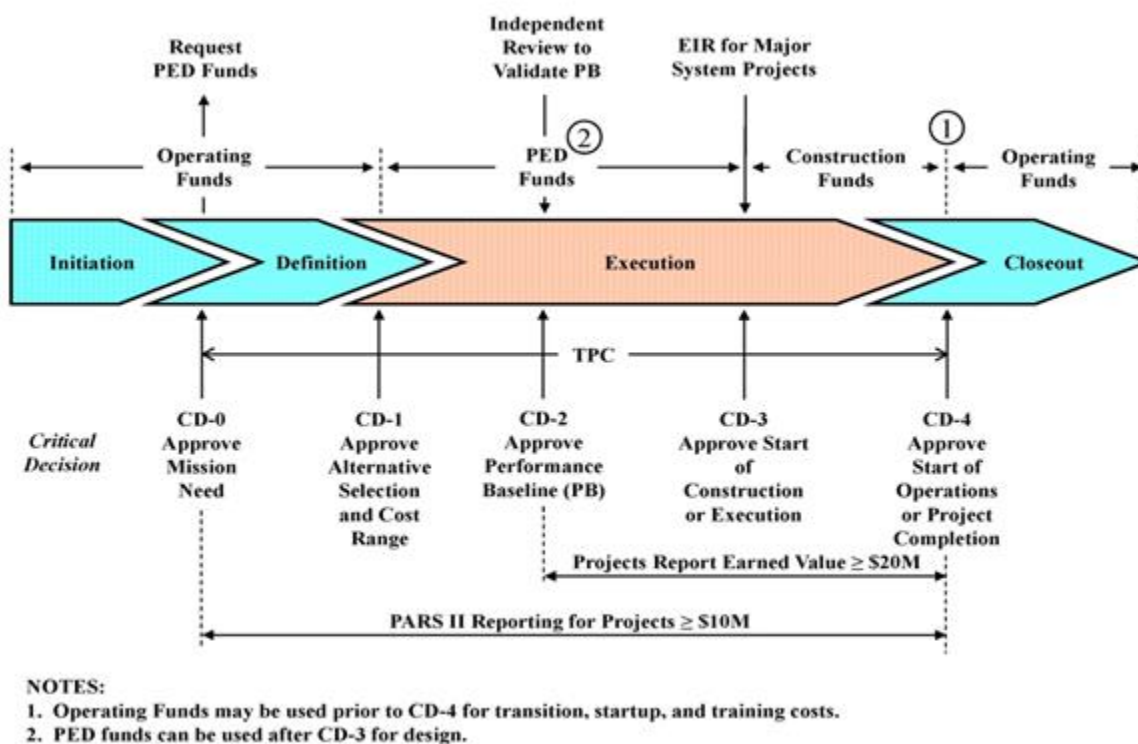 Request
PED Funds
Independent
Review to
Validate PB
EIR for Major
System Projects
Operating
Funds
PED
Funds
2
Construction
Funds
1
Operating
Funds
Initiation
Definition
Execution
Closeout
TPC
Critical
Decision
CD-0
Approve
Mission
Need
CD-1
Approve
Alternative
Selection
and Cost
Range
CD-2
Approve
Performance
Baseline (PB)
CD-3
Approve Start
of
Construction
or Execution
CD-4
Approve
Start of
Operations
or Project
Completion
Projects Report Earned Value ≥ $20M
PARS II Reporting for Projects ≥ $10M
NOTES:
1. Operating Funds may be used prior to CD-4 for transition, startup, and training costs.
2. PED funds can be used after CD-3 for design.